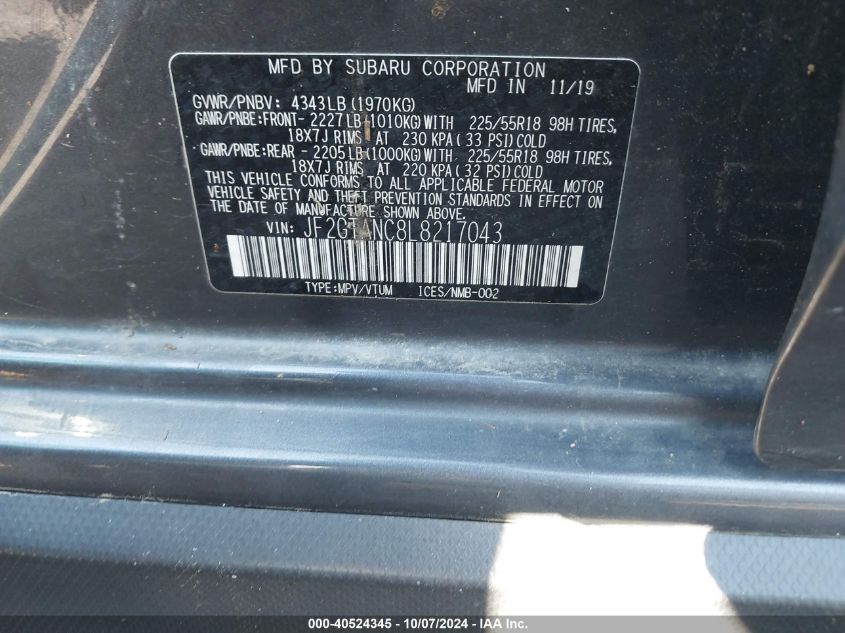 MFD BY SUBARU CORPORATION
MFD IN 11/19
GVWR/PNBV: 4343LB(1970KG)
GAWR/PNBE:FRONT- 2227LB(1010KG)WITH 225/55R18 98H TIRES,
18X7J RIMS AT 230 KPA(33 PSI)COLD
GAWR/PNBE:REAR - 2205LB(1000KG)WITH 225/55R18 98H TIRES,
18X7J RIMS AT 220 KPA(32 PSI)COLD
THIS VEHICLE CONFORMS TO ALL APPLICABLE FEDERAL MOTOR
VEHICLE SAFETY AND THEFT PREVENTION STANDARDS IN EFFECT ON
THE DATE OF MANUFACTURE SHOWN ABOVE.
VIN: JF2GTANC8L8217043
TYPE:MPV/VTUM ICES/NMB-002
000-40524345 - 10/07/2024 - IAA Inc.